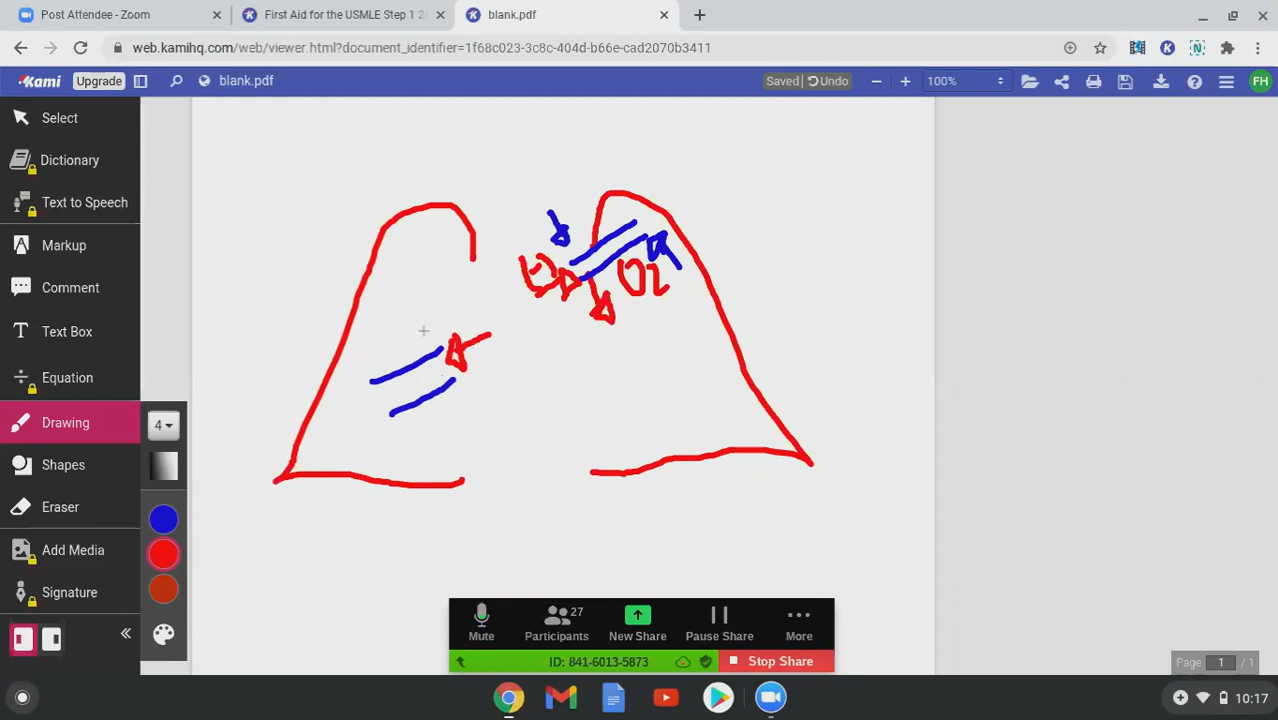 Post Attendee - Zoom
First Aid for the USMLE Step 1 2
blank.pdf
web.kamihq.com/web/viewer.html?document_identifier=1f68c023-3c8c-404d-b66e-cad2070b3411
Kami
Upgrade
blank.pdf
Saved
Undo
100%
FH
Select
Dictionary
Text to Speech
Markup
Comment
Text Box
Equation
Drawing
4
Shapes
Eraser
Add Media
Signature
27
Mute
Participants
New Share
Pause Share
More
ID: 841-6013-5873
Stop Share
Page 1 / 1
10:17